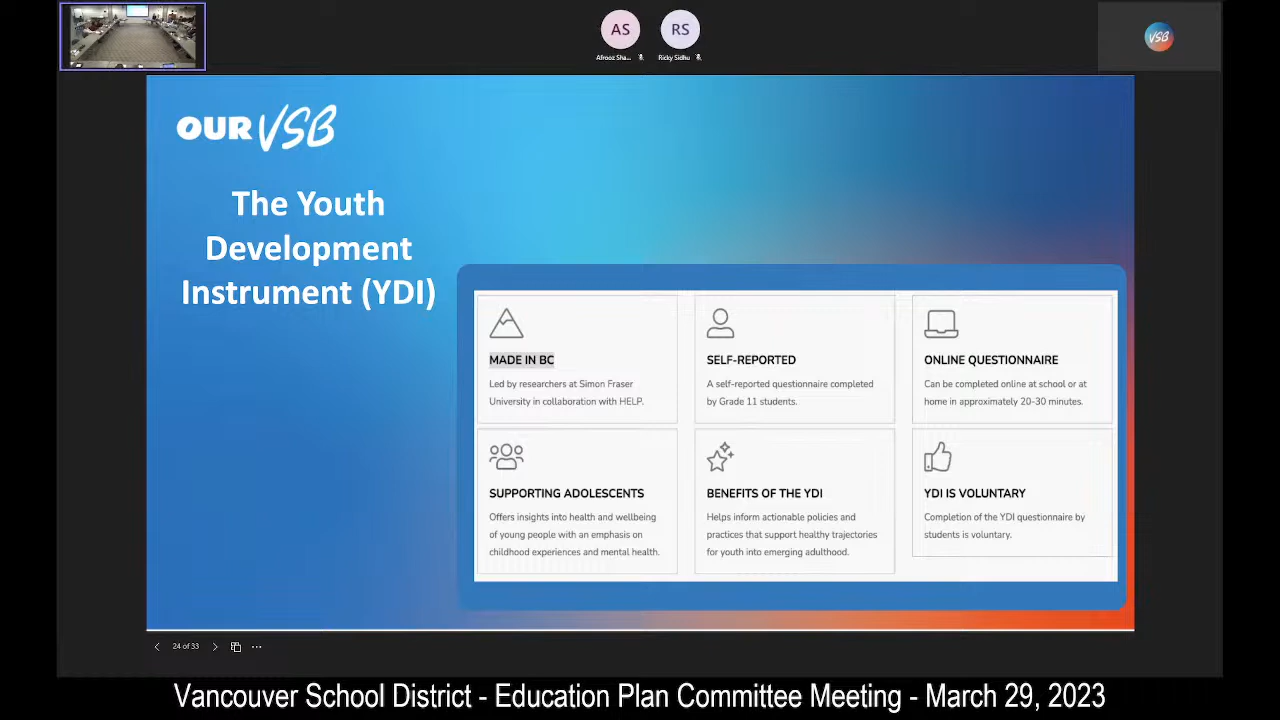 AS
RS
Afrooz Sha...
Ricky Sidhu
VSB
OUR VSB
The Youth
Development
Instrument (YDI)
MADE IN BC
Led by researchers at Simon Fraser
University in collaboration with HELP.
SELF-REPORTED
A self-reported questionnaire completed
by Grade 11 students.
ONLINE QUESTIONNAIRE
Can be completed online at school or at
home in approximately 20-30 minutes.
SUPPORTING ADOLESCENTS
Offers insights into health and wellbeing
of young people with an emphasis on
childhood experiences and mental health.
BENEFITS OF THE YDI
Helps inform actionable policies and
practices that support healthy trajectories
for youth into emerging adulthood.
YDI IS VOLUNTARY
Completion of the YDI questionnaire by
students is voluntary.
24 of 33
Vancouver School District - Education Plan Committee Meeting - March 29, 2023